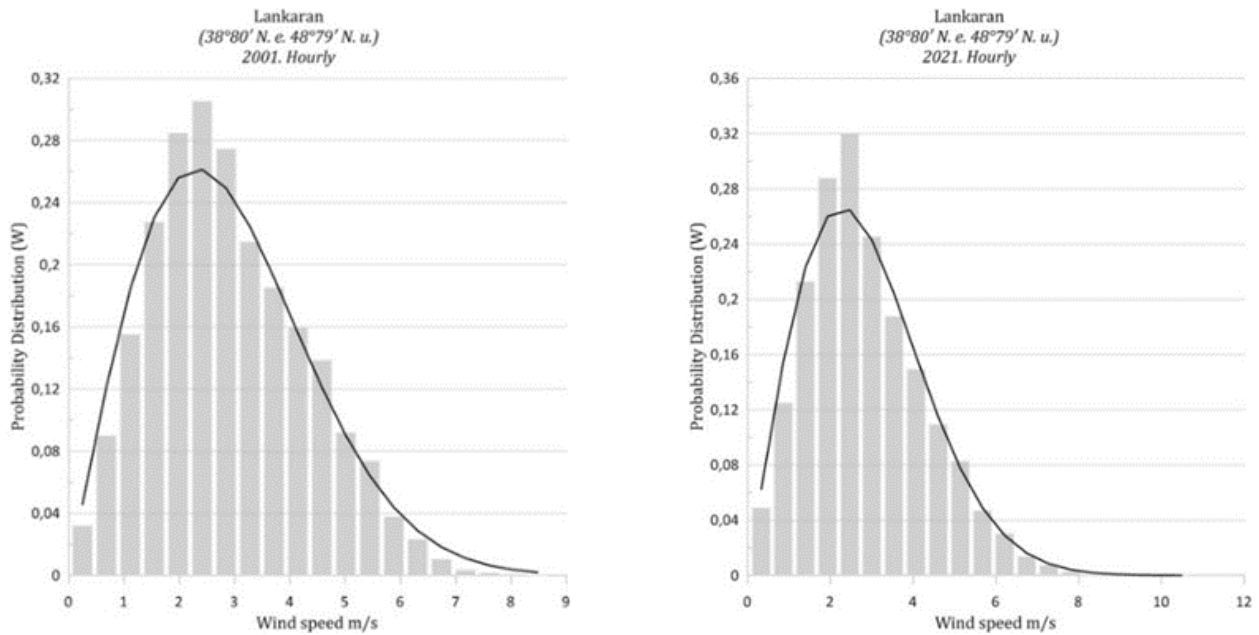 Lankaran
(38°80′ N. e. 48°79′ N. u.)
2001. Hourly
0,32
0,28
0,24
0,2
0,16
0,12
0,08
0,04
0
Probability Distribution (W)
0 1 2 3 4 5 6 7 8 9
Wind speed m/s
Lankaran
(38°80′ N. e. 48°79′ N. u.)
2021. Hourly
0,36
0,32
0,28
0,24
0,2
0,16
0,12
0,08
0,04
0
Probability Distribution (W)
0 2 4 6 8 10 12
Wind speed m/s